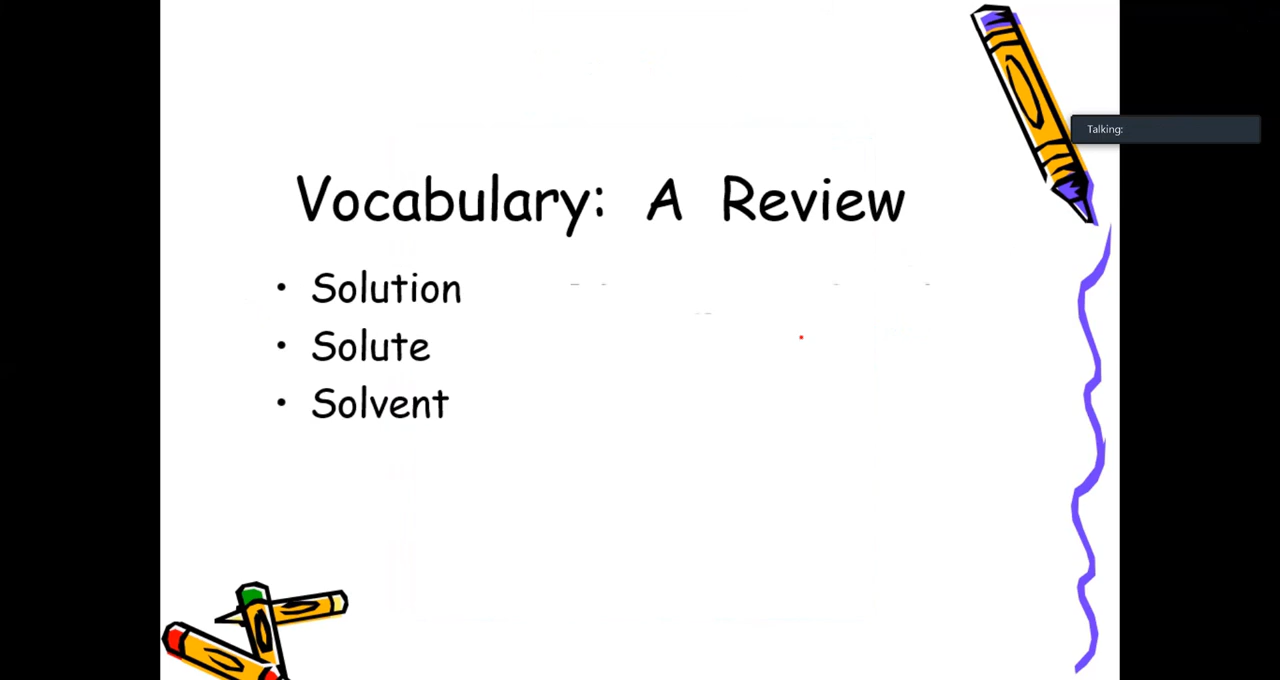 Vocabulary: A Review
• Solution
• Solute
• Solvent
Talking: